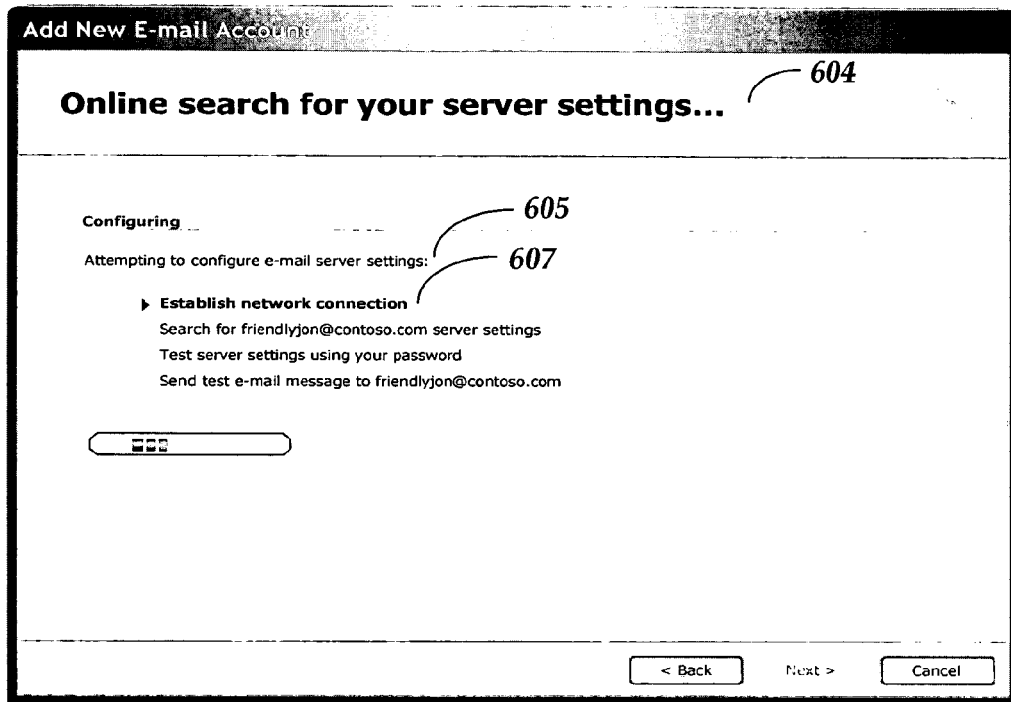 Add New E-mail Account
604
Online search for your server settings...
605
Configuring
607
Attempting to configure e-mail server settings:
Establish network connection
Search for friendlyjon@contoso.com server settings
Test server settings using your password
Send test e-mail message to friendlyjon@contoso.com
< Back Next > Cancel